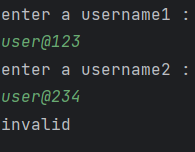 enter a username1 :
user@123
enter a username2 :
user@234
invalid